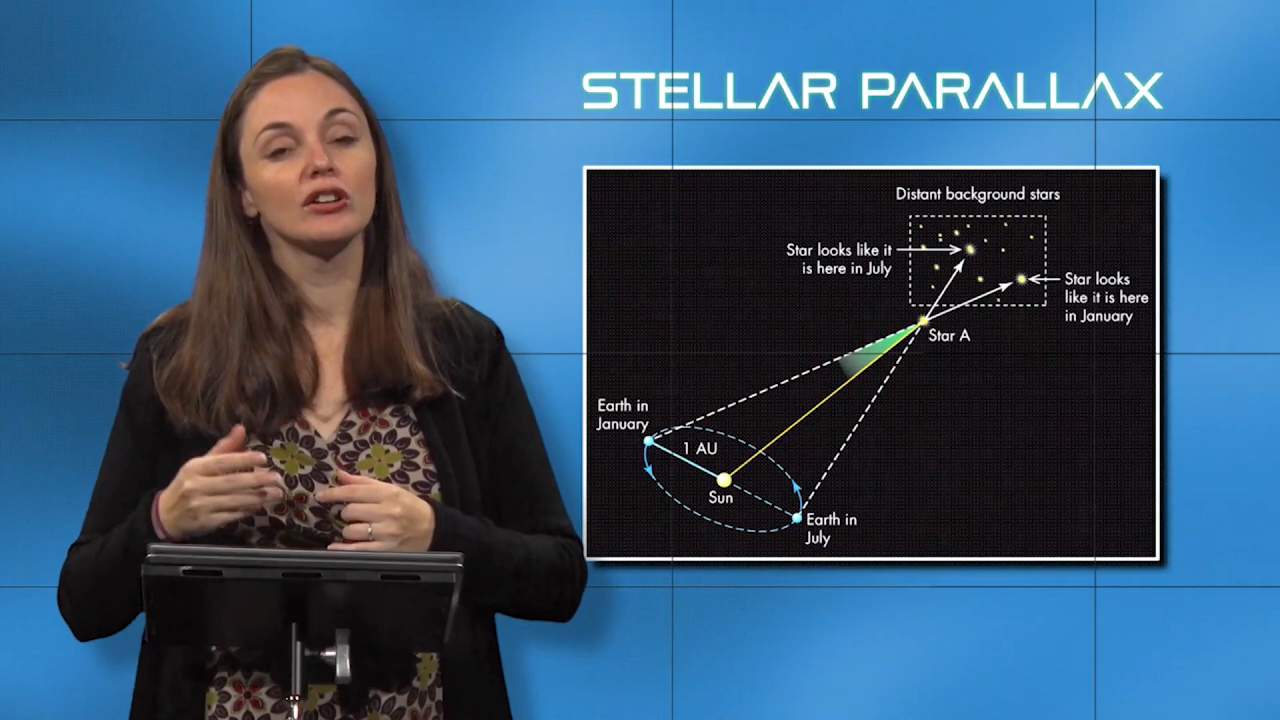 STELLAR PARALLAX
Distant background stars
Star looks like it
is here in July
Star looks
like it is here
in January
Star A
Earth in
January
1 AU
Sun
Earth in
July